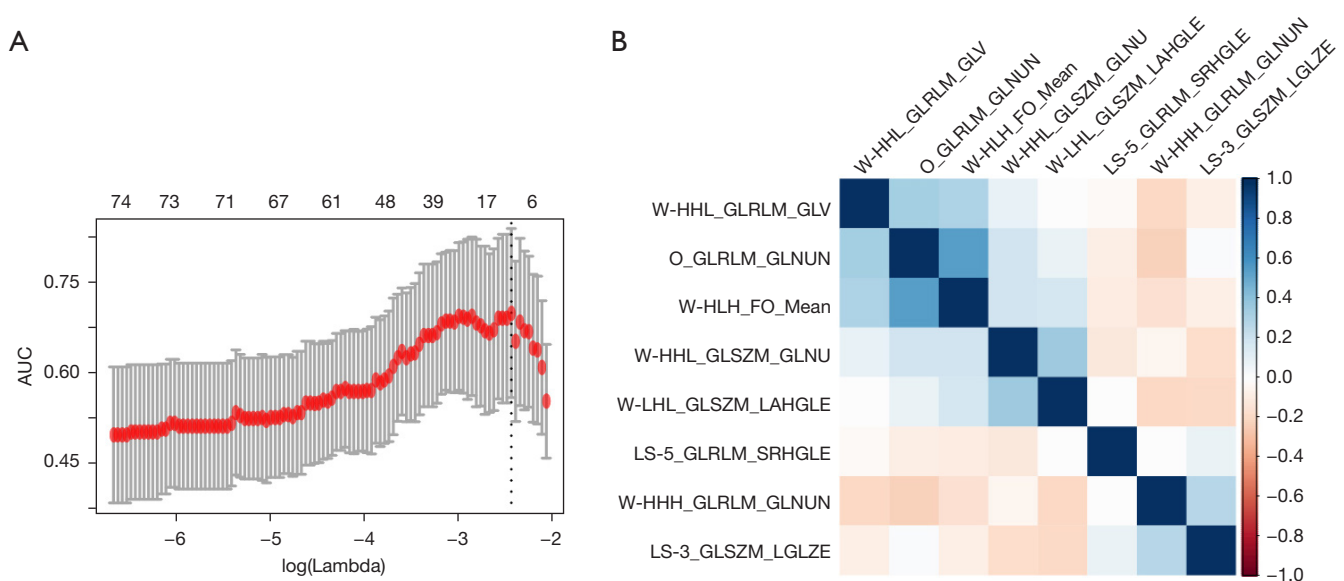 A
74 73 71 67 61 48 39 17 6
AUC
0.75
0.60
0.45
−6 −5 −4 −3 −2
log(Lambda)
B
W-HHL_GLRLM_GLV
O_GLRLM_GLNUN
W-HLH_FO_Mean
W-HHL_GLSZM_GLNU
W-LHL_GLSZM_LAHGLE
LS-5_GLRLM_SRHGLE
W-HHH_GLRLM_GLNUN
LS-3_GLSZM_LGLZE
W-HHL_GLRLM_GLV
O_GLRLM_GLNUN
W-HLH_FO_Mean
W-HHL_GLSZM_GLNU
W-LHL_GLSZM_LAHGLE
LS-5_GLRLM_SRHGLE
W-HHH_GLRLM_GLNUN
LS-3_GLSZM_LGLZE
1.0
0.8
0.6
0.4
0.2
0.0
−0.2
−0.4
−0.6
−0.8
−1.0